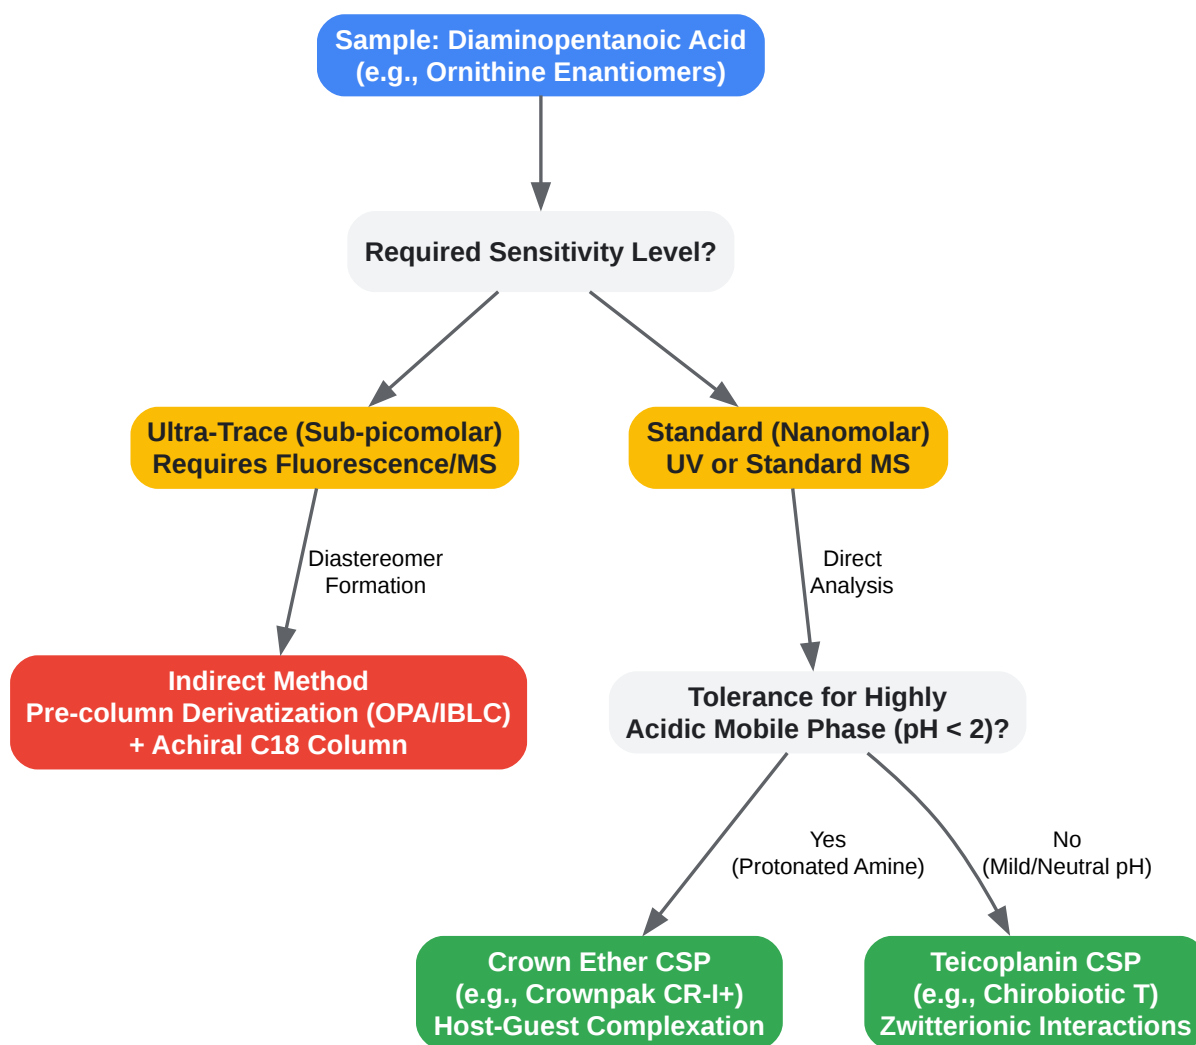 Sample: Diaminopentanoic Acid
(e.g., Ornithine Enantiomers)
Required Sensitivity Level?
Ultra-Trace (Sub-picomolar)
Requires Fluorescence/MS
Standard (Nanomolar)
UV or Standard MS
Diastereomer
Formation
Direct
Analysis
Indirect Method
Pre-column Derivatization (OPA/IBLC)
+ Achiral C18 Column
Tolerance for Highly
Acidic Mobile Phase (pH < 2)?
Yes
(Protonated Amine)
No
(Mild/Neutral pH)
Crown Ether CSP
(e.g., Crownpak CR-I+)
Host-Guest Complexation
Teicoplanin CSP
(e.g., Chirobiotic T)
Zwitterionic Interactions